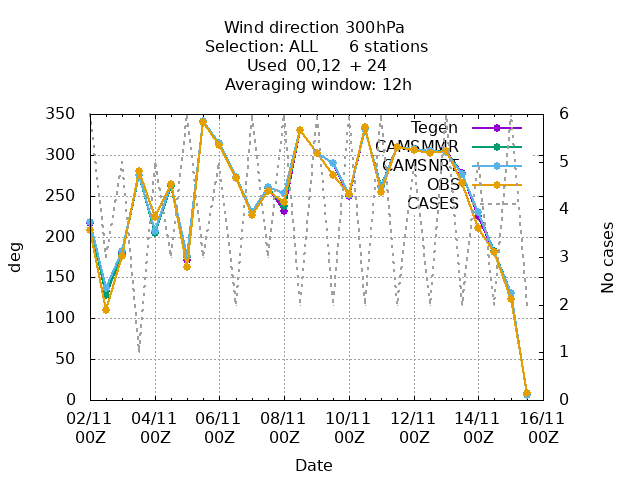 Wind direction 300hPa
Selection: ALL 6 stations
Used 00,12 + 24
Averaging window: 12h
350
300
250
200
150
100
50
0
deg
6
5
4
3
2
1
0
No cases
Tegen
CAMSMMR
CAMSNRT
OBS
CASES
02/11 04/11 06/11 08/11 10/11 12/11 14/11 16/11
00Z 00Z 00Z 00Z 00Z 00Z 00Z 00Z
Date